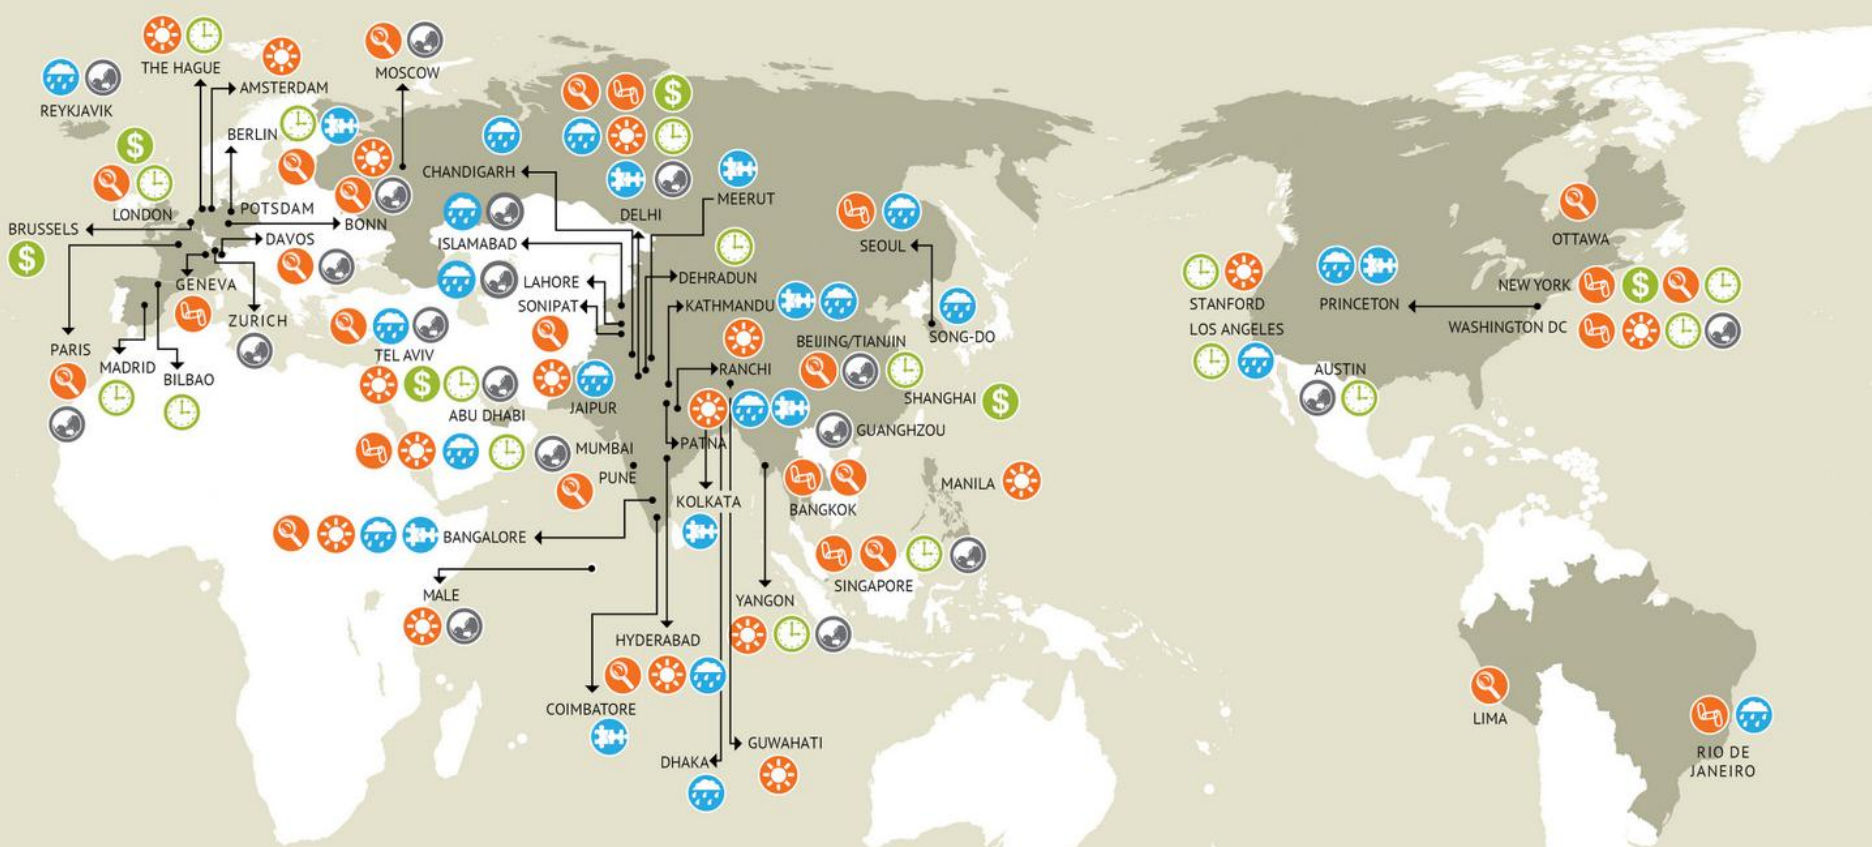 THE HAGUE
AMSTERDAM
MOSCOW
REYKJAVIK
BERLIN
CHANDIGARH
MEERUT
LONDON
POTSDAM
DELHI
BRUSSELS
BONN
DAVOS
ISLAMABAD
SEOUL
OTTAWA
GENEVA
LAHORE
DEHRADUN
SONIPAT
KATHMANDU
STANFORD
PRINCETON
NEW YORK
ZURICH
LOS ANGELES
WASHINGTON DC
PARIS
TEL AVIV
BEIJING/TIANJIN
SONG-DO
MADRID
BILBAO
RANCHI
AUSTIN
JAIPUR
SHANGHAI
ABU DHABI
GUANGHZOU
MUMBAI
PATNA
PUNE
MANILA
KOLKATA
BANGKOK
BANGALORE
SINGAPORE
MALE
YANGON
HYDERABAD
COIMBATORE
LIMA
GUWAHATI
DHAKA
RIO DE
JANEIRO